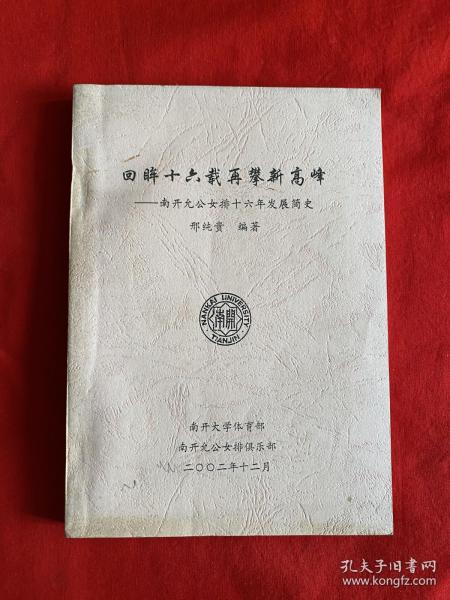 回眸十六载再攀新高峰
——南开允公女排十六年发展简史
邢纯贵 编著
NANKAI UNIVERSITY
南開
TIANJIN
南开大学体育部
南开允公女排俱乐部
二〇〇二年十二月
孔夫子旧书网
www.kongfz.com